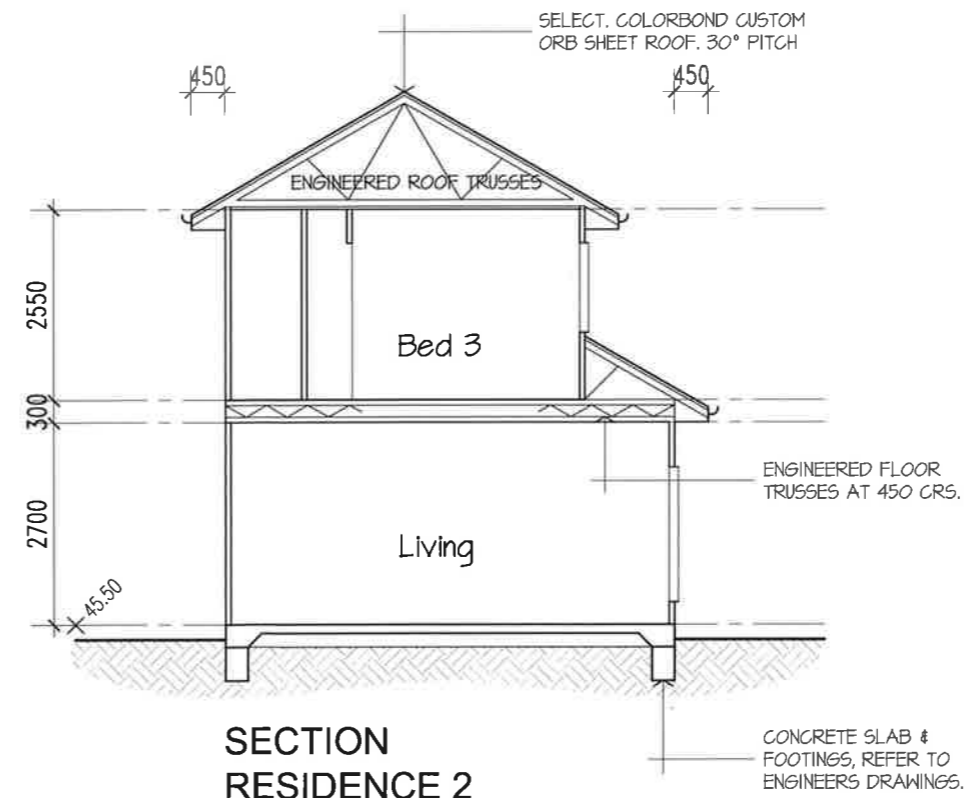 SELECT. COLORBOND CUSTOM
ORB SHEET ROOF. 30° PITCH
450
450
ENGINEERED ROOF TRUSSES
2550
Bed 3
300
ENGINEERED FLOOR
TRUSSES AT 450 CRS.
2700
Living
45.50
SECTION
RESIDENCE 2
CONCRETE SLAB &
FOOTINGS, REFER TO
ENGINEERS DRAWINGS.